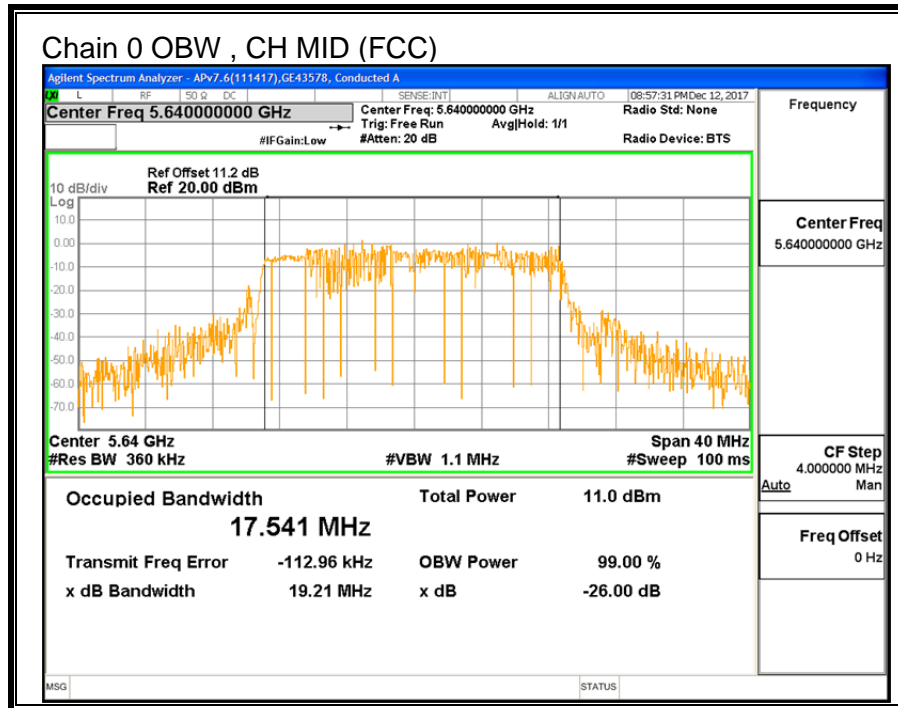 Chain 0 OBW , CH MID (FCC)
Agilent Spectrum Analyzer - APv7.6(111417),GE43578, Conducted A
LXI L RF 50 Ω DC SENSE:INT ALIGN AUTO 08:57:31 PM Dec 12, 2017
Center Freq 5.640000000 GHz
Center Freq: 5.640000000 GHz
Radio Std: None
Trig: Free Run Avg|Hold: 1/1
#IFGain:Low
#Atten: 20 dB
Radio Device: BTS
Ref Offset 11.2 dB
10 dB/div Ref 20.00 dBm
Log
10.0
0.00
-10.0
-20.0
-30.0
-40.0
-50.0
-60.0
-70.0
Center 5.64 GHz Span 40 MHz
#Res BW 360 kHz #VBW 1.1 MHz #Sweep 100 ms
Occupied Bandwidth Total Power 11.0 dBm
17.541 MHz
Transmit Freq Error -112.96 kHz OBW Power 99.00 %
x dB Bandwidth 19.21 MHz x dB -26.00 dB
MSG STATUS
Frequency
Center Freq
5.640000000 GHz
CF Step
4.000000 MHz
Auto Man
Freq Offset
0 Hz